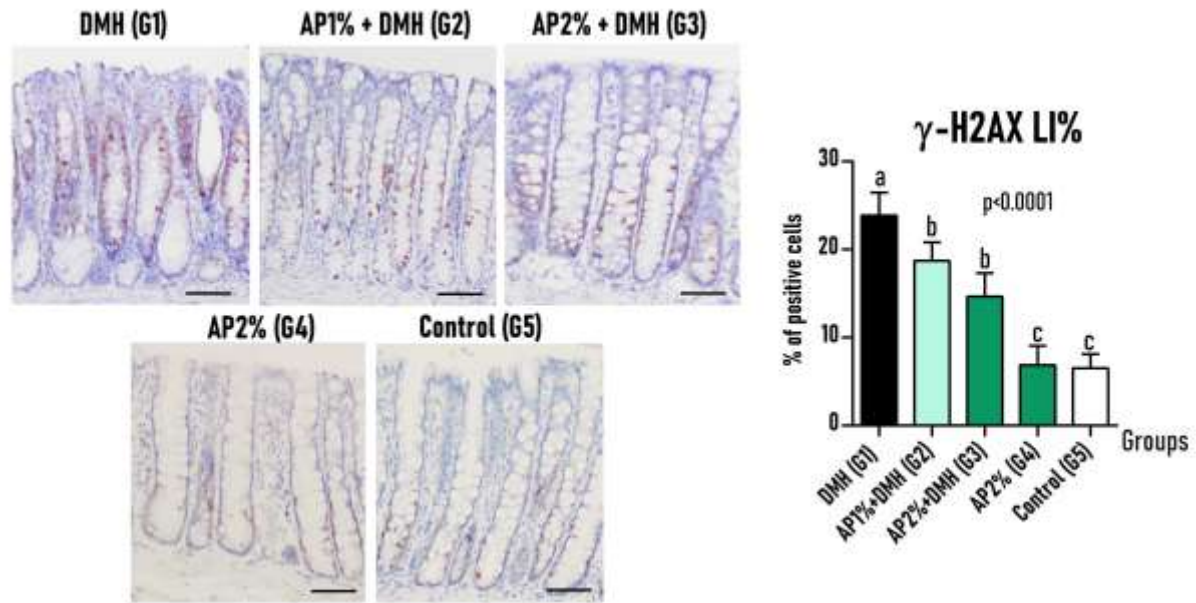 DMH (G1)
AP1% + DMH (G2)
AP2% + DMH (G3)
AP2% (G4)
Control (G5)
γ-H2AX LI%
% of positive cells
30
20
10
0
a
b
b
c
c
p<0.0001
DMH (G1)
AP1%+DMH (G2)
AP2%+DMH (G3)
AP2% (G4)
Control (G5)
Groups